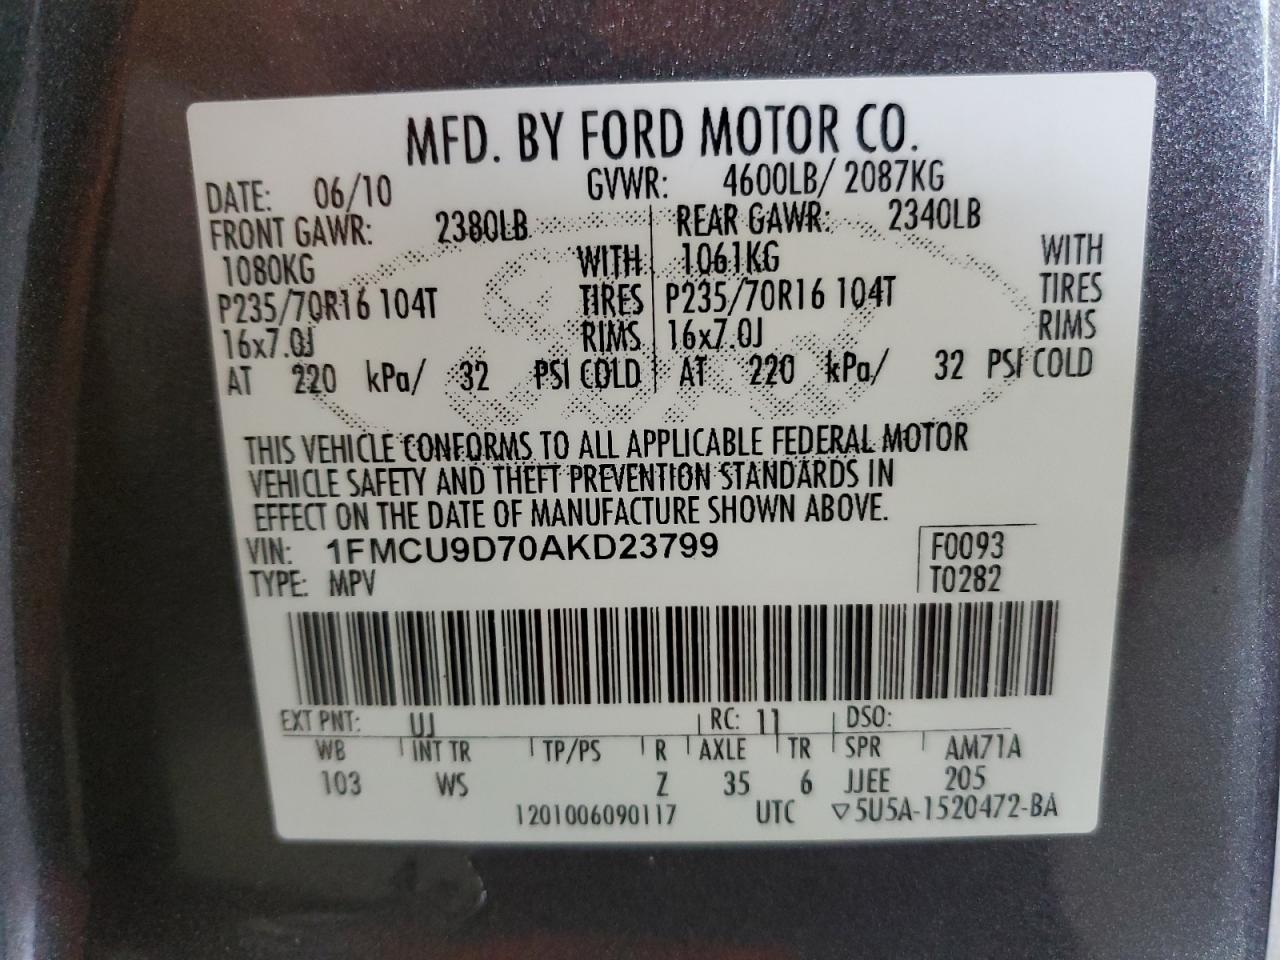 MFD. BY FORD MOTOR CO.
DATE: 06/10 GVWR: 4600LB/ 2087KG
FRONT GAWR: 2380LB REAR GAWR: 2340LB
1080KG WITH 1061KG WITH
P235/70R16 104T TIRES P235/70R16 104T TIRES
16x7.0J RIMS 16x7.0J RIMS
AT 220 kPa/ 32 PSI COLD AT 220 kPa/ 32 PSI COLD
THIS VEHICLE CONFORMS TO ALL APPLICABLE FEDERAL MOTOR
VEHICLE SAFETY AND THEFT PREVENTION STANDARDS IN
EFFECT ON THE DATE OF MANUFACTURE SHOWN ABOVE.
VIN: 1FMCU9D70AKD23799 F0093
TYPE: MPV T0282
EXT PNT: UJ RC: 11 DSO:
WB INT TR TP/PS R AXLE TR SPR AM71A
103 WS Z 35 6 JJEE 205
1201006090117 UTC ▽5U5A-1520472-BA